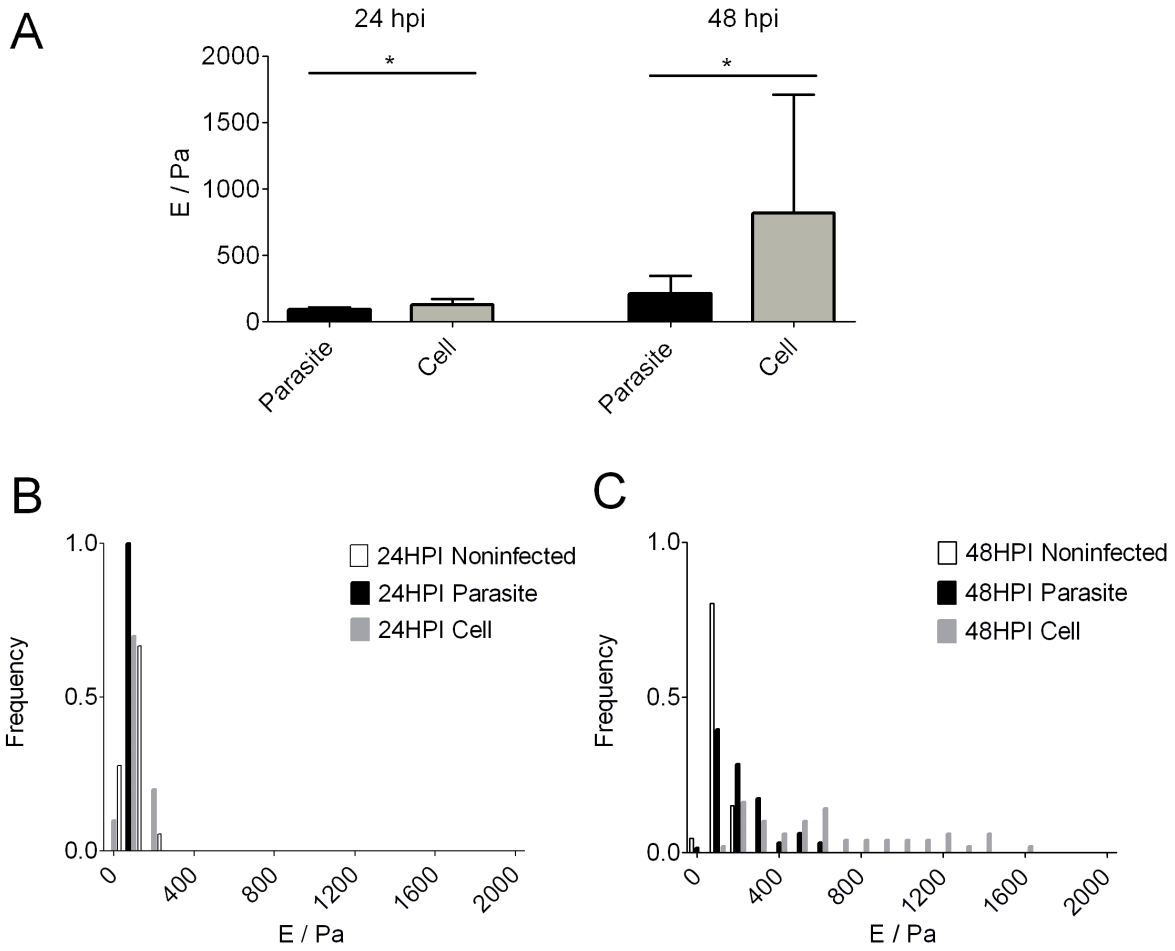 A
24 hpi
48 hpi
*
*
2000
1500
1000
500
0
E / Pa
Parasite
Cell
Parasite
Cell
B
1.0
0.5
0.0
Frequency
24HPI Noninfected
24HPI Parasite
24HPI Cell
0
400
800
1200
1600
2000
E / Pa
C
1.0
0.5
0.0
Frequency
48HPI Noninfected
48HPI Parasite
48HPI Cell
0
400
800
1200
1600
2000
E / Pa